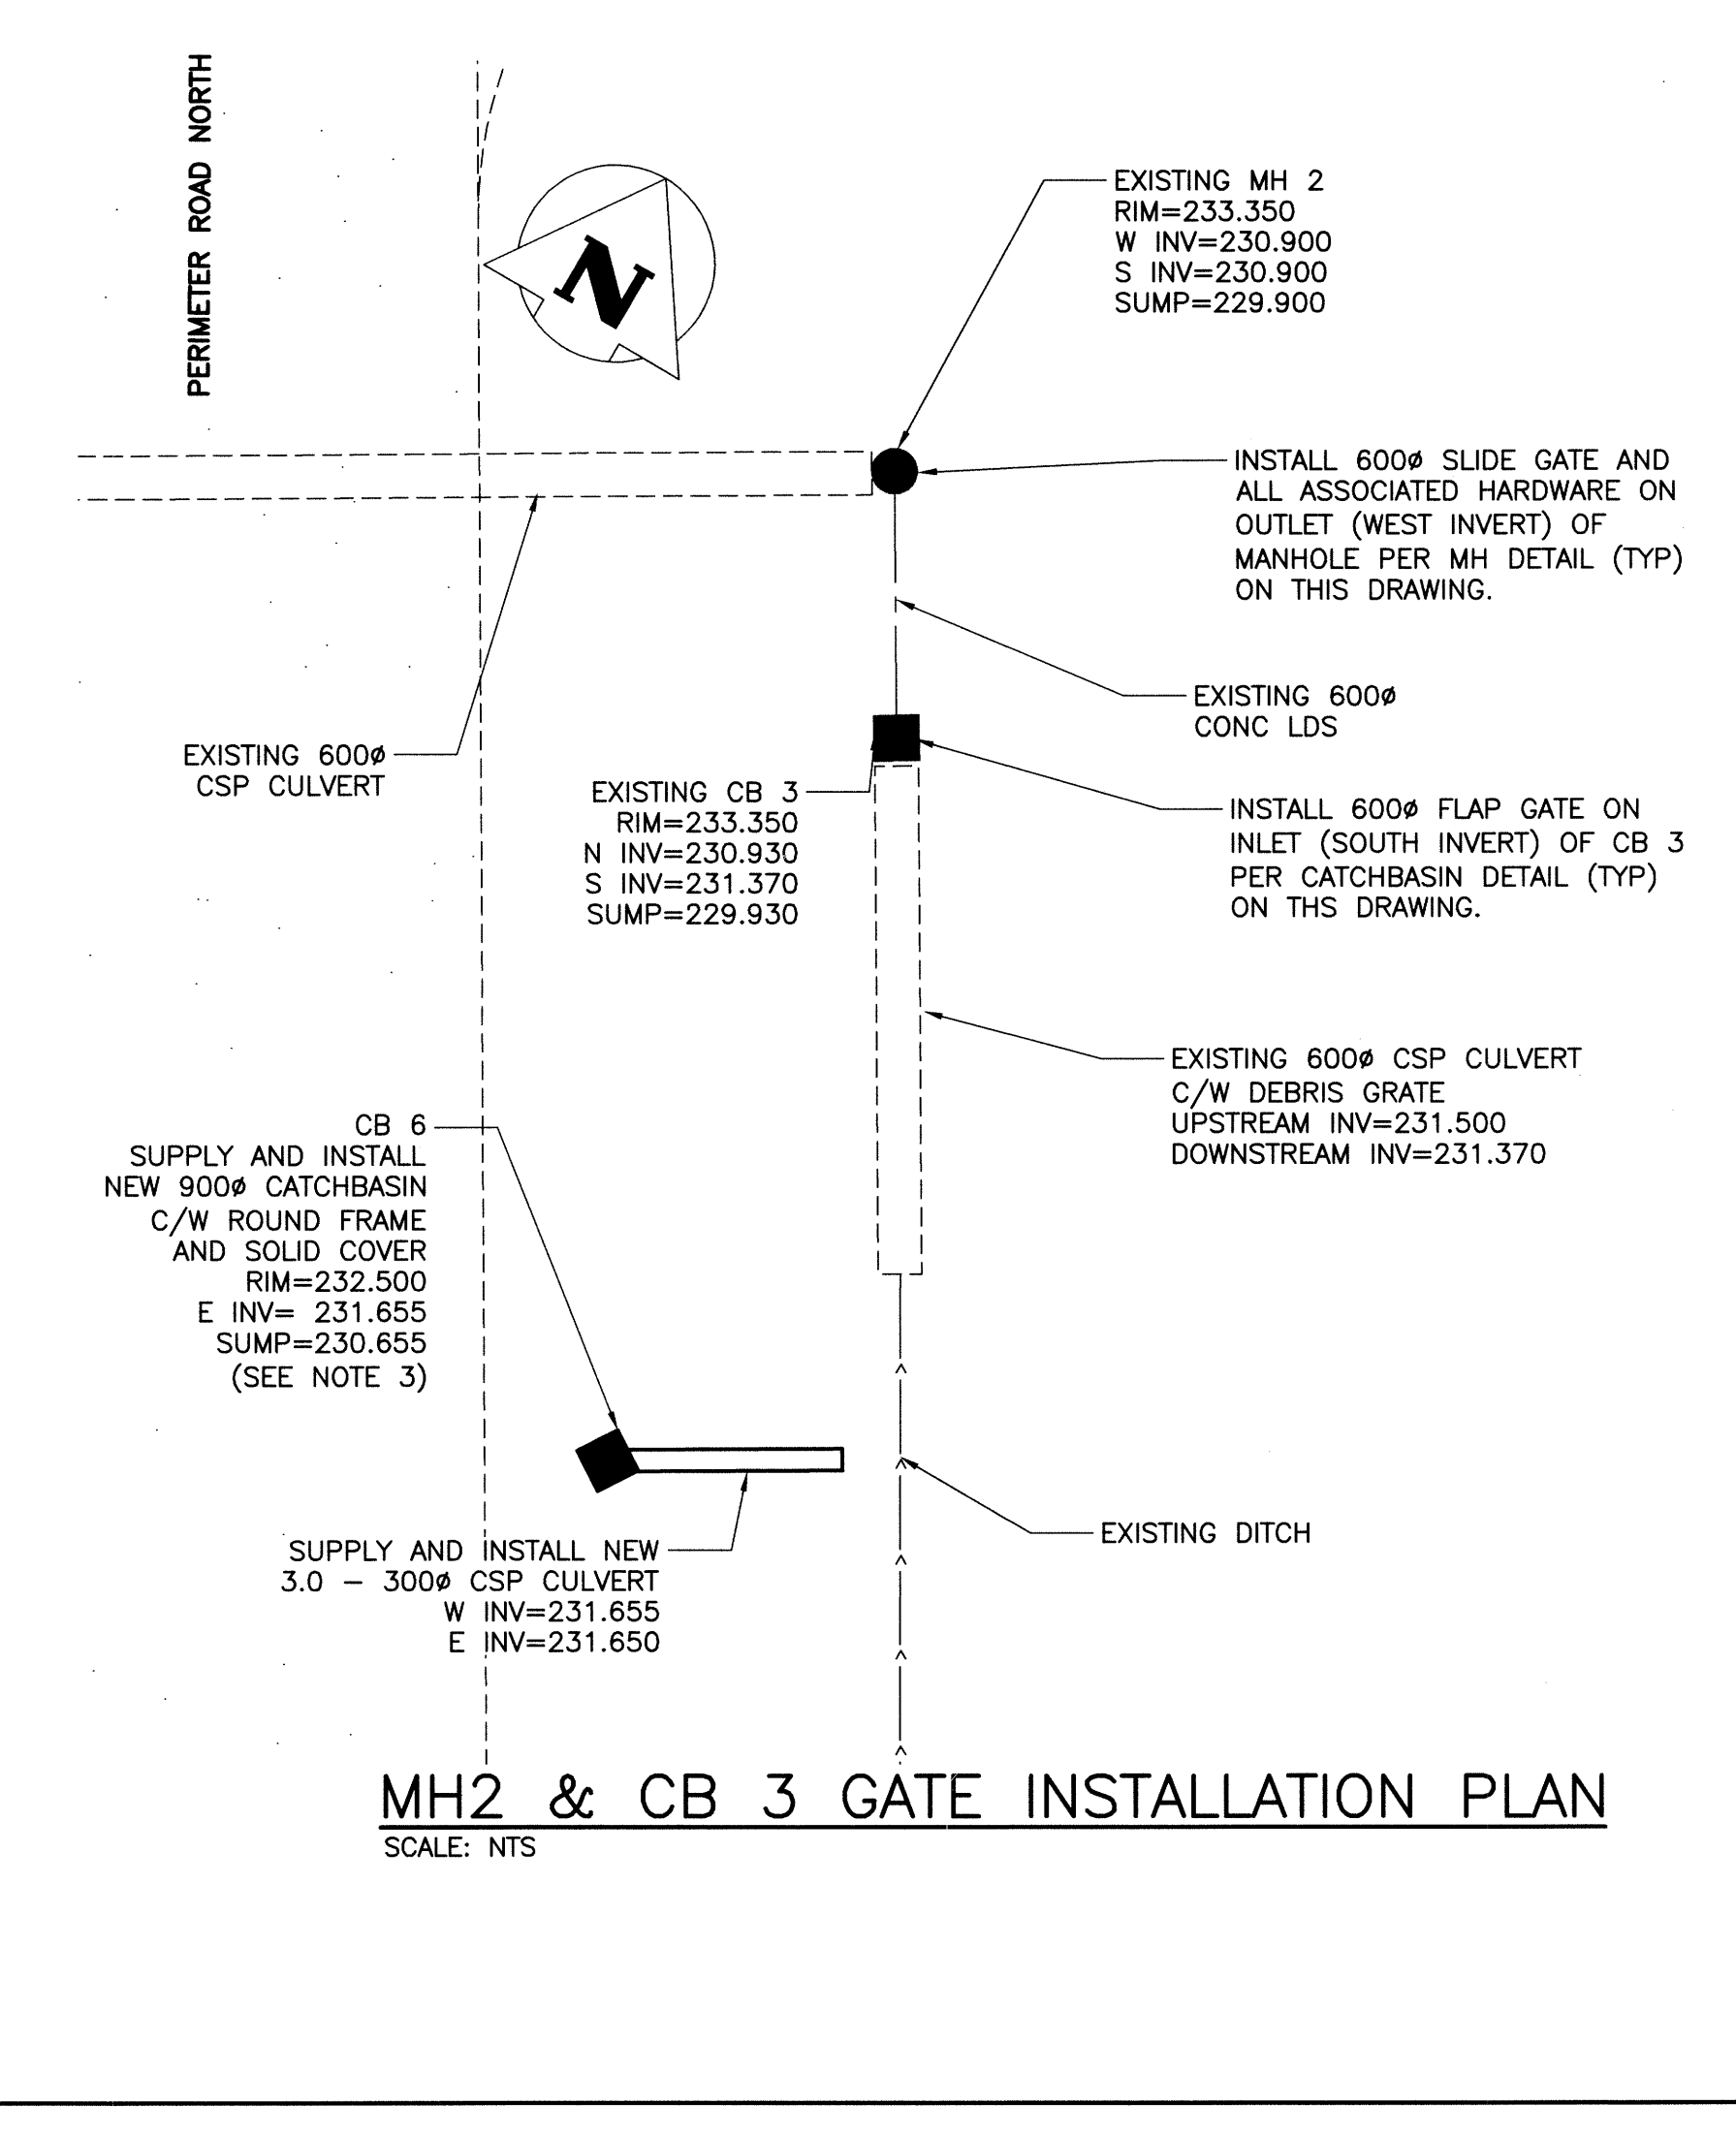 PERIMETER ROAD NORTH
N
EXISTING MH 2
RIM=233.350
W INV=230.900
S INV=230.900
SUMP=229.900
INSTALL 600ø SLIDE GATE AND
ALL ASSOCIATED HARDWARE ON
OUTLET (WEST INVERT) OF
MANHOLE PER MH DETAIL (TYP)
ON THIS DRAWING.
EXISTING 600ø
CONC LDS
EXISTING 600ø
CSP CULVERT
EXISTING CB 3
RIM=233.350
N INV=230.930
S INV=231.370
SUMP=229.930
INSTALL 600ø FLAP GATE ON
INLET (SOUTH INVERT) OF CB 3
PER CATCHBASIN DETAIL (TYP)
ON THS DRAWING.
EXISTING 600ø CSP CULVERT
C/W DEBRIS GRATE
UPSTREAM INV=231.500
DOWNSTREAM INV=231.370
CB 6
SUPPLY AND INSTALL
NEW 900ø CATCHBASIN
C/W ROUND FRAME
AND SOLID COVER
RIM=232.500
E INV= 231.655
SUMP=230.655
(SEE NOTE 3)
EXISTING DITCH
SUPPLY AND INSTALL NEW
3.0 – 300ø CSP CULVERT
W INV=231.655
E INV=231.650
MH2 & CB 3 GATE INSTALLATION PLAN
SCALE: NTS